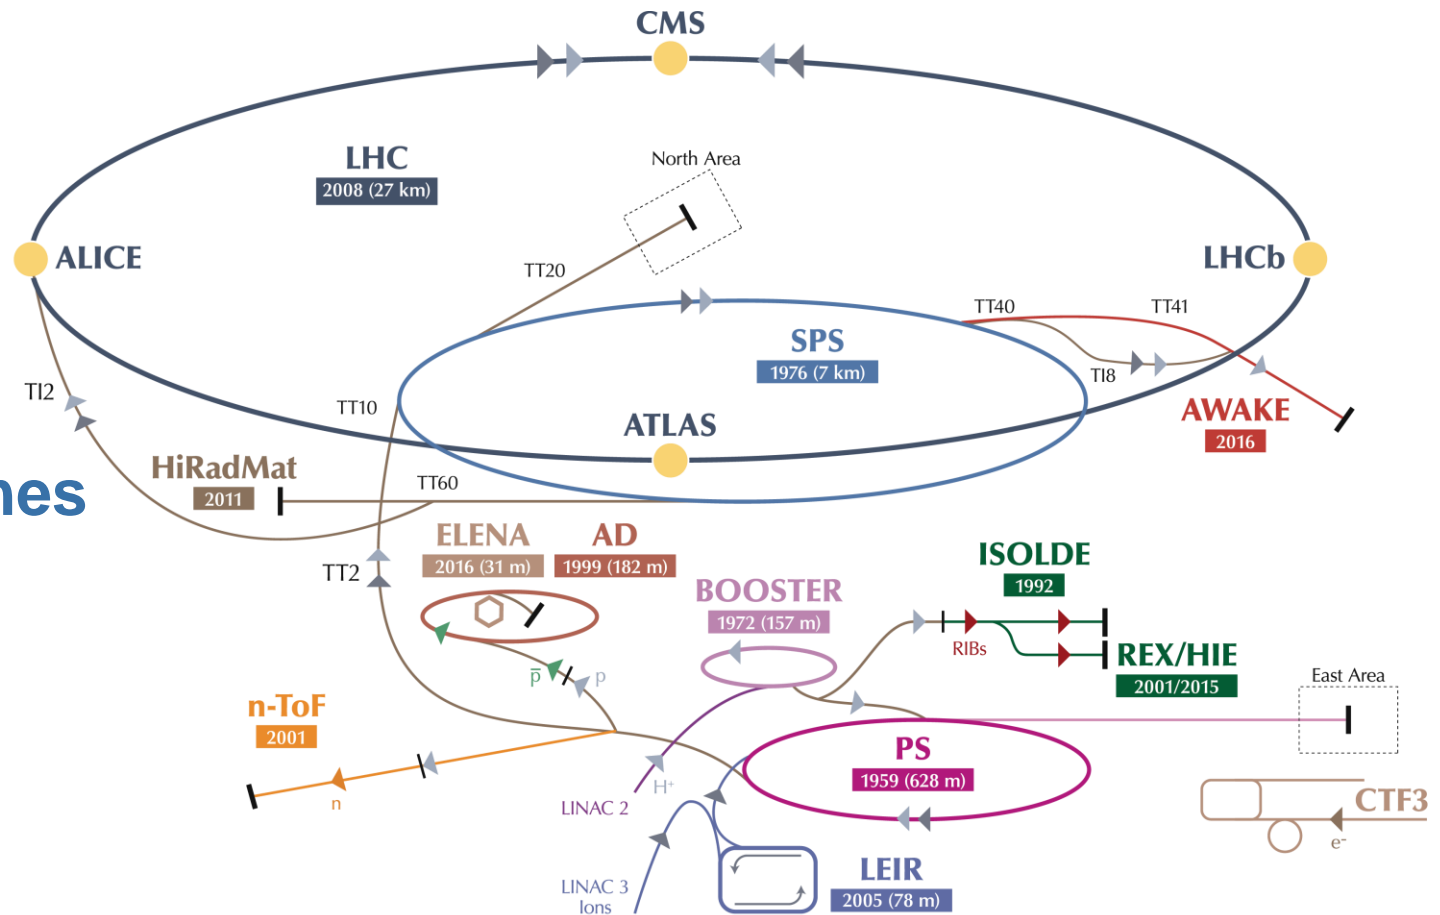 CMS
LHC
2008 (27 km)
North Area
ALICE
LHCb
TT20
TT40
TT41
SPS
1976 (7 km)
TI8
TI2
TT10
ATLAS
AWAKE
2016
HiRadMat
2011
TT60
nes
ELENA
2016 (31 m)
AD
1999 (182 m)
TT2
ISOLDE
1992
BOOSTER
1972 (157 m)
RIBs
REX/HIE
2001/2015
p̅
p
East Area
n-ToF
2001
PS
1959 (628 m)
n
H⁺
LINAC 2
CTF3
e⁻
LEIR
2005 (78 m)
LINAC 3
Ions